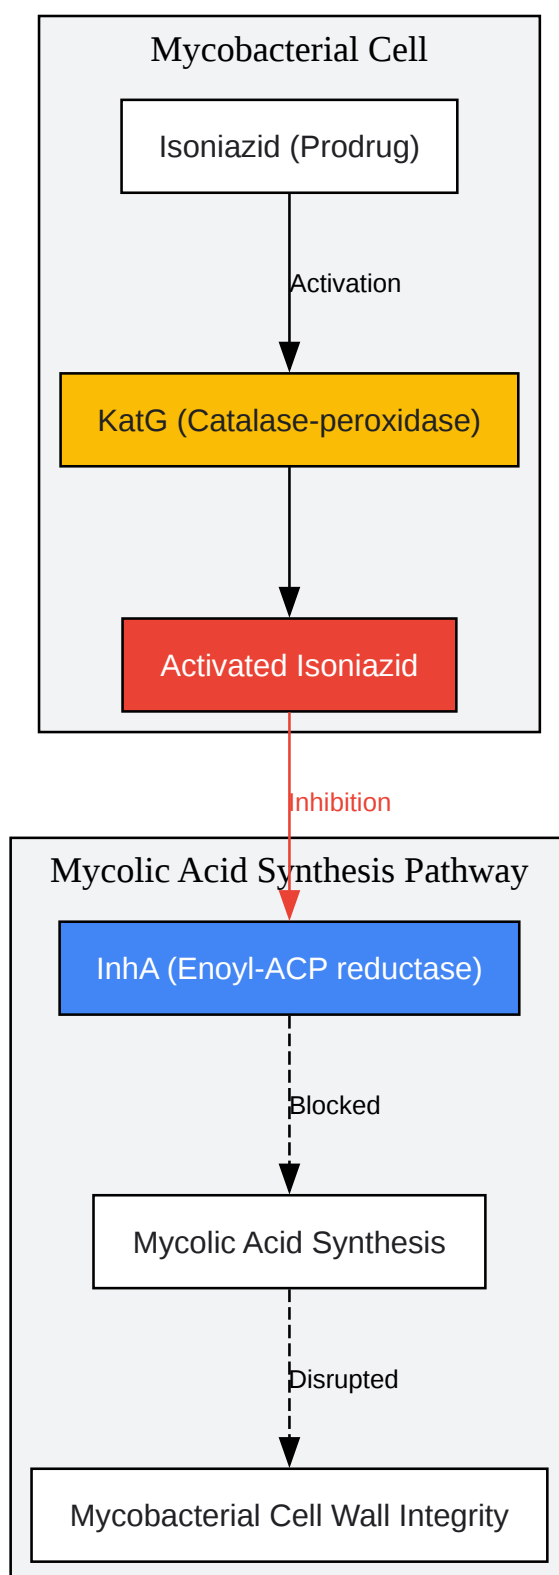 Mycobacterial Cell
Isoniazid (Prodrug)
Activation
KatG (Catalase-peroxidase)
Activated Isoniazid
Inhibition
Mycolic Acid Synthesis Pathway
InhA (Enoyl-ACP reductase)
Blocked
Mycolic Acid Synthesis
Disrupted
Mycobacterial Cell Wall Integrity